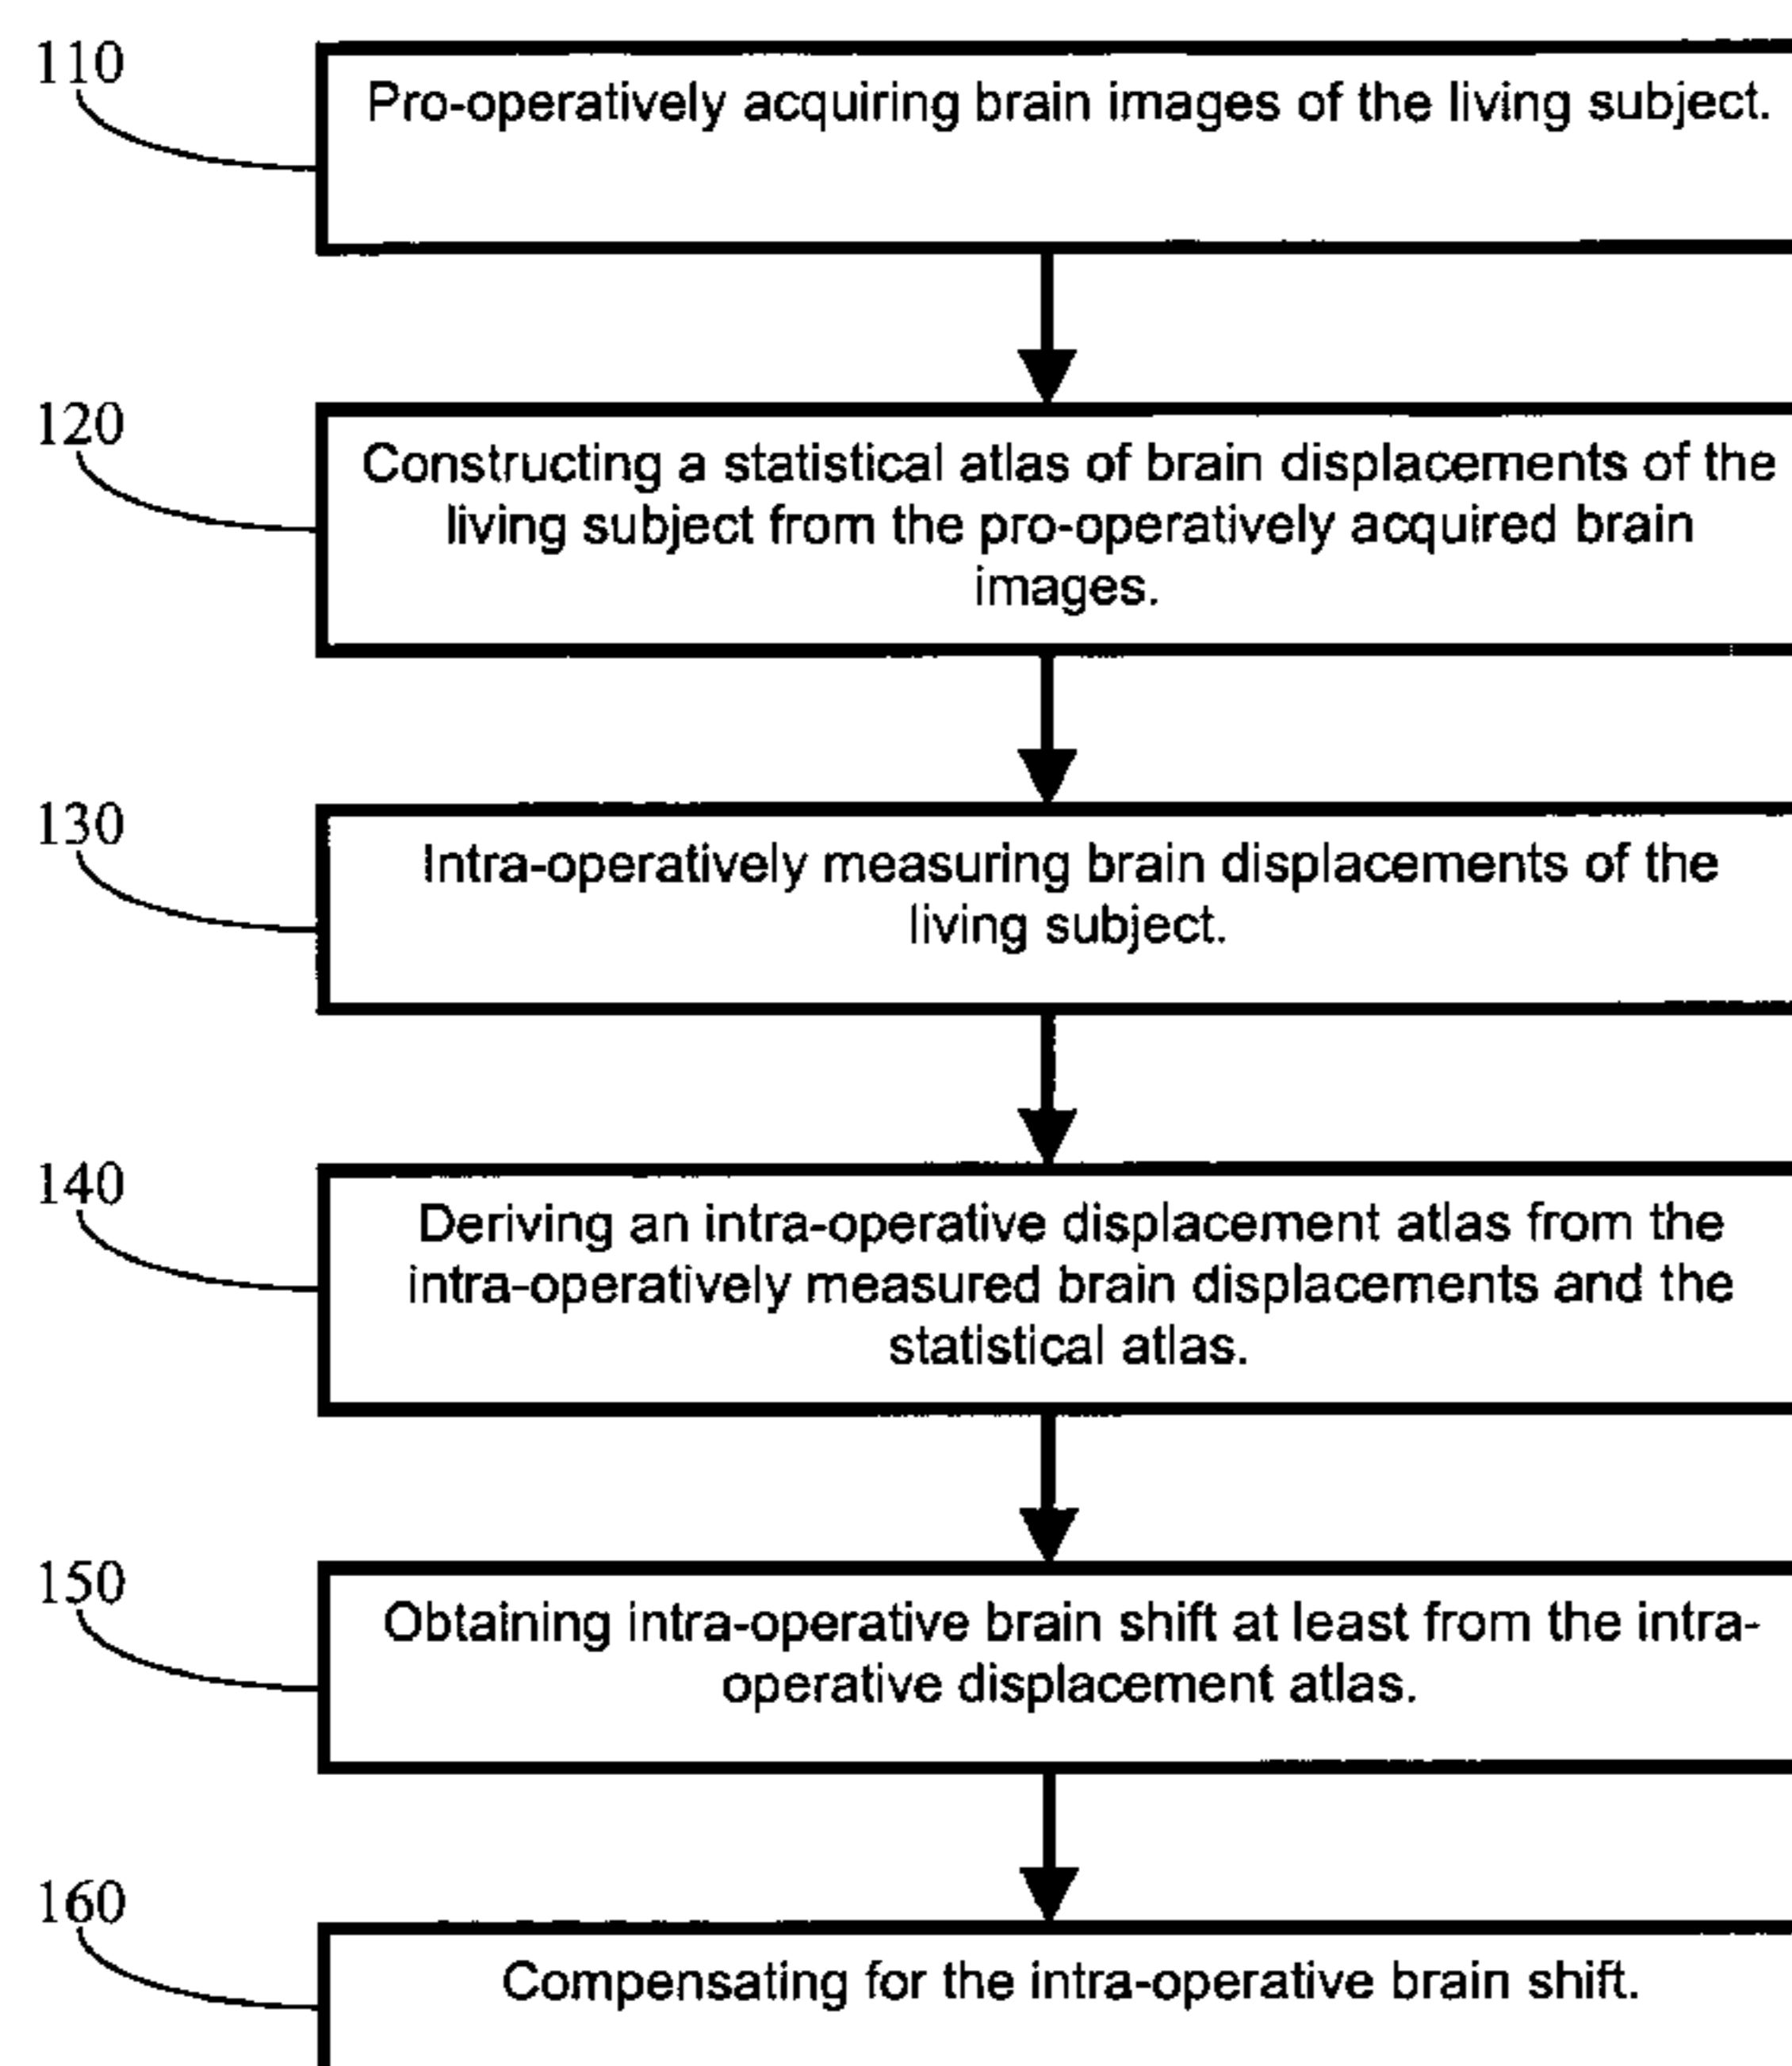 110
Pro-operatively acquiring brain images of the living subject.
120
Constructing a statistical atlas of brain displacements of the
living subject from the pro-operatively acquired brain
images.
130
Intra-operatively measuring brain displacements of the
living subject.
140
Deriving an intra-operative displacement atlas from the
intra-operatively measured brain displacements and the
statistical atlas.
150
Obtaining intra-operative brain shift at least from the intra-
operative displacement atlas.
160
Compensating for the intra-operative brain shift.